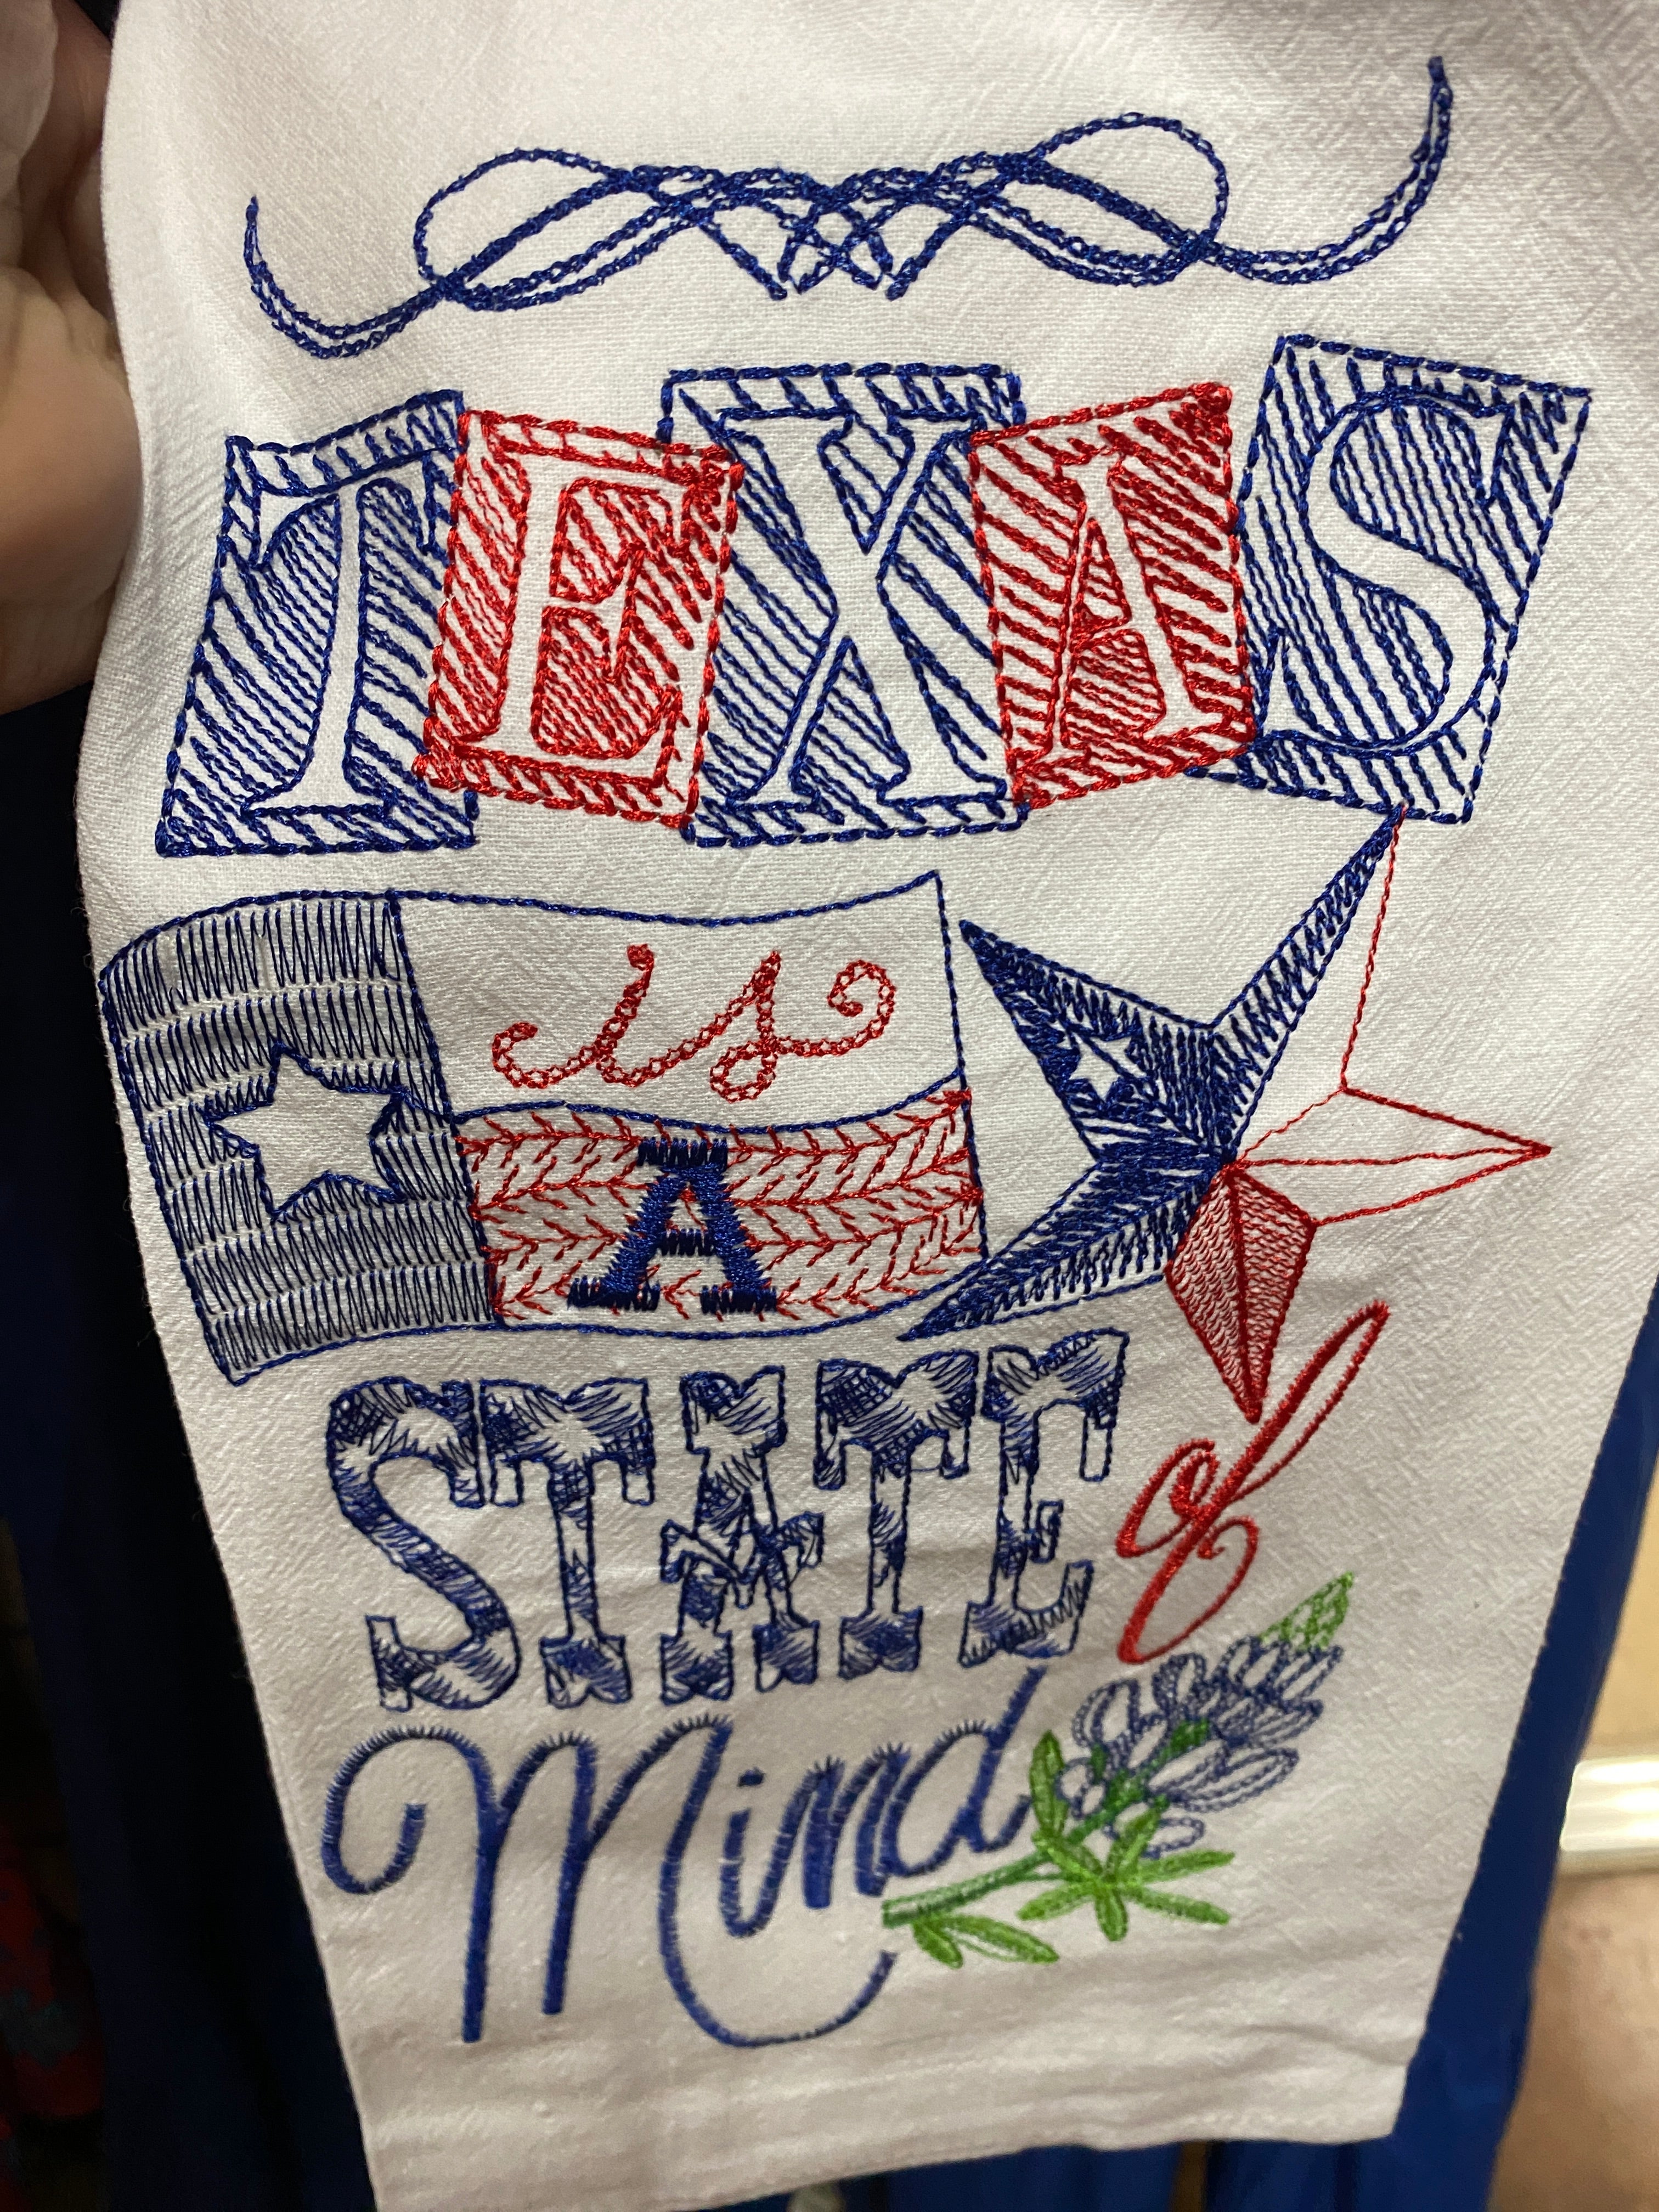 TEXAS
is
A
STATE of
Mind